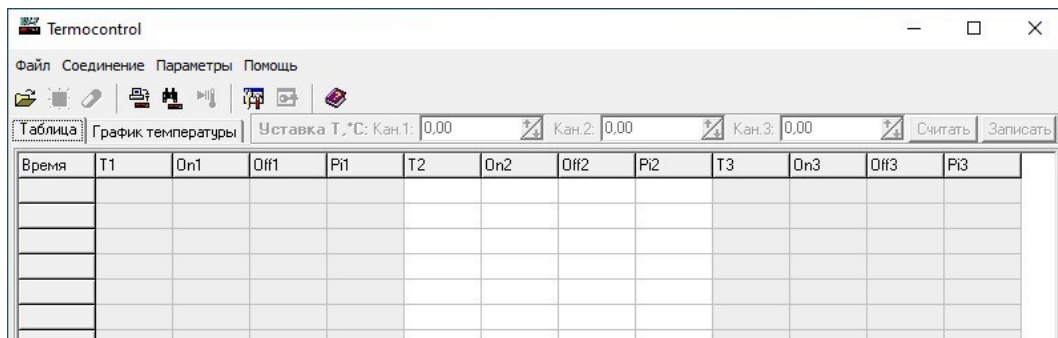 Termocontrol
Файл Соединение Параметры Помощь
Таблица График температуры Уставка Т,°С: Кан.1: 0,00 Кан.2: 0,00 Кан.3: 0,00 Считать Записать
Время T1 On1 Off1 Pi1 T2 On2 Off2 Pi2 T3 On3 Off3 Pi3